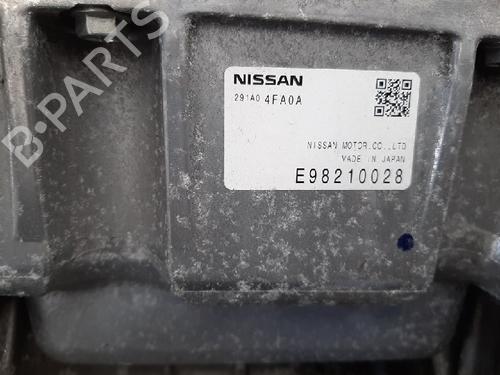 NISSAN
291A0 4FA0A
NISSAN MOTOR.CO.,LTD
MADE IN JAPAN
E98210028
B-PARTS